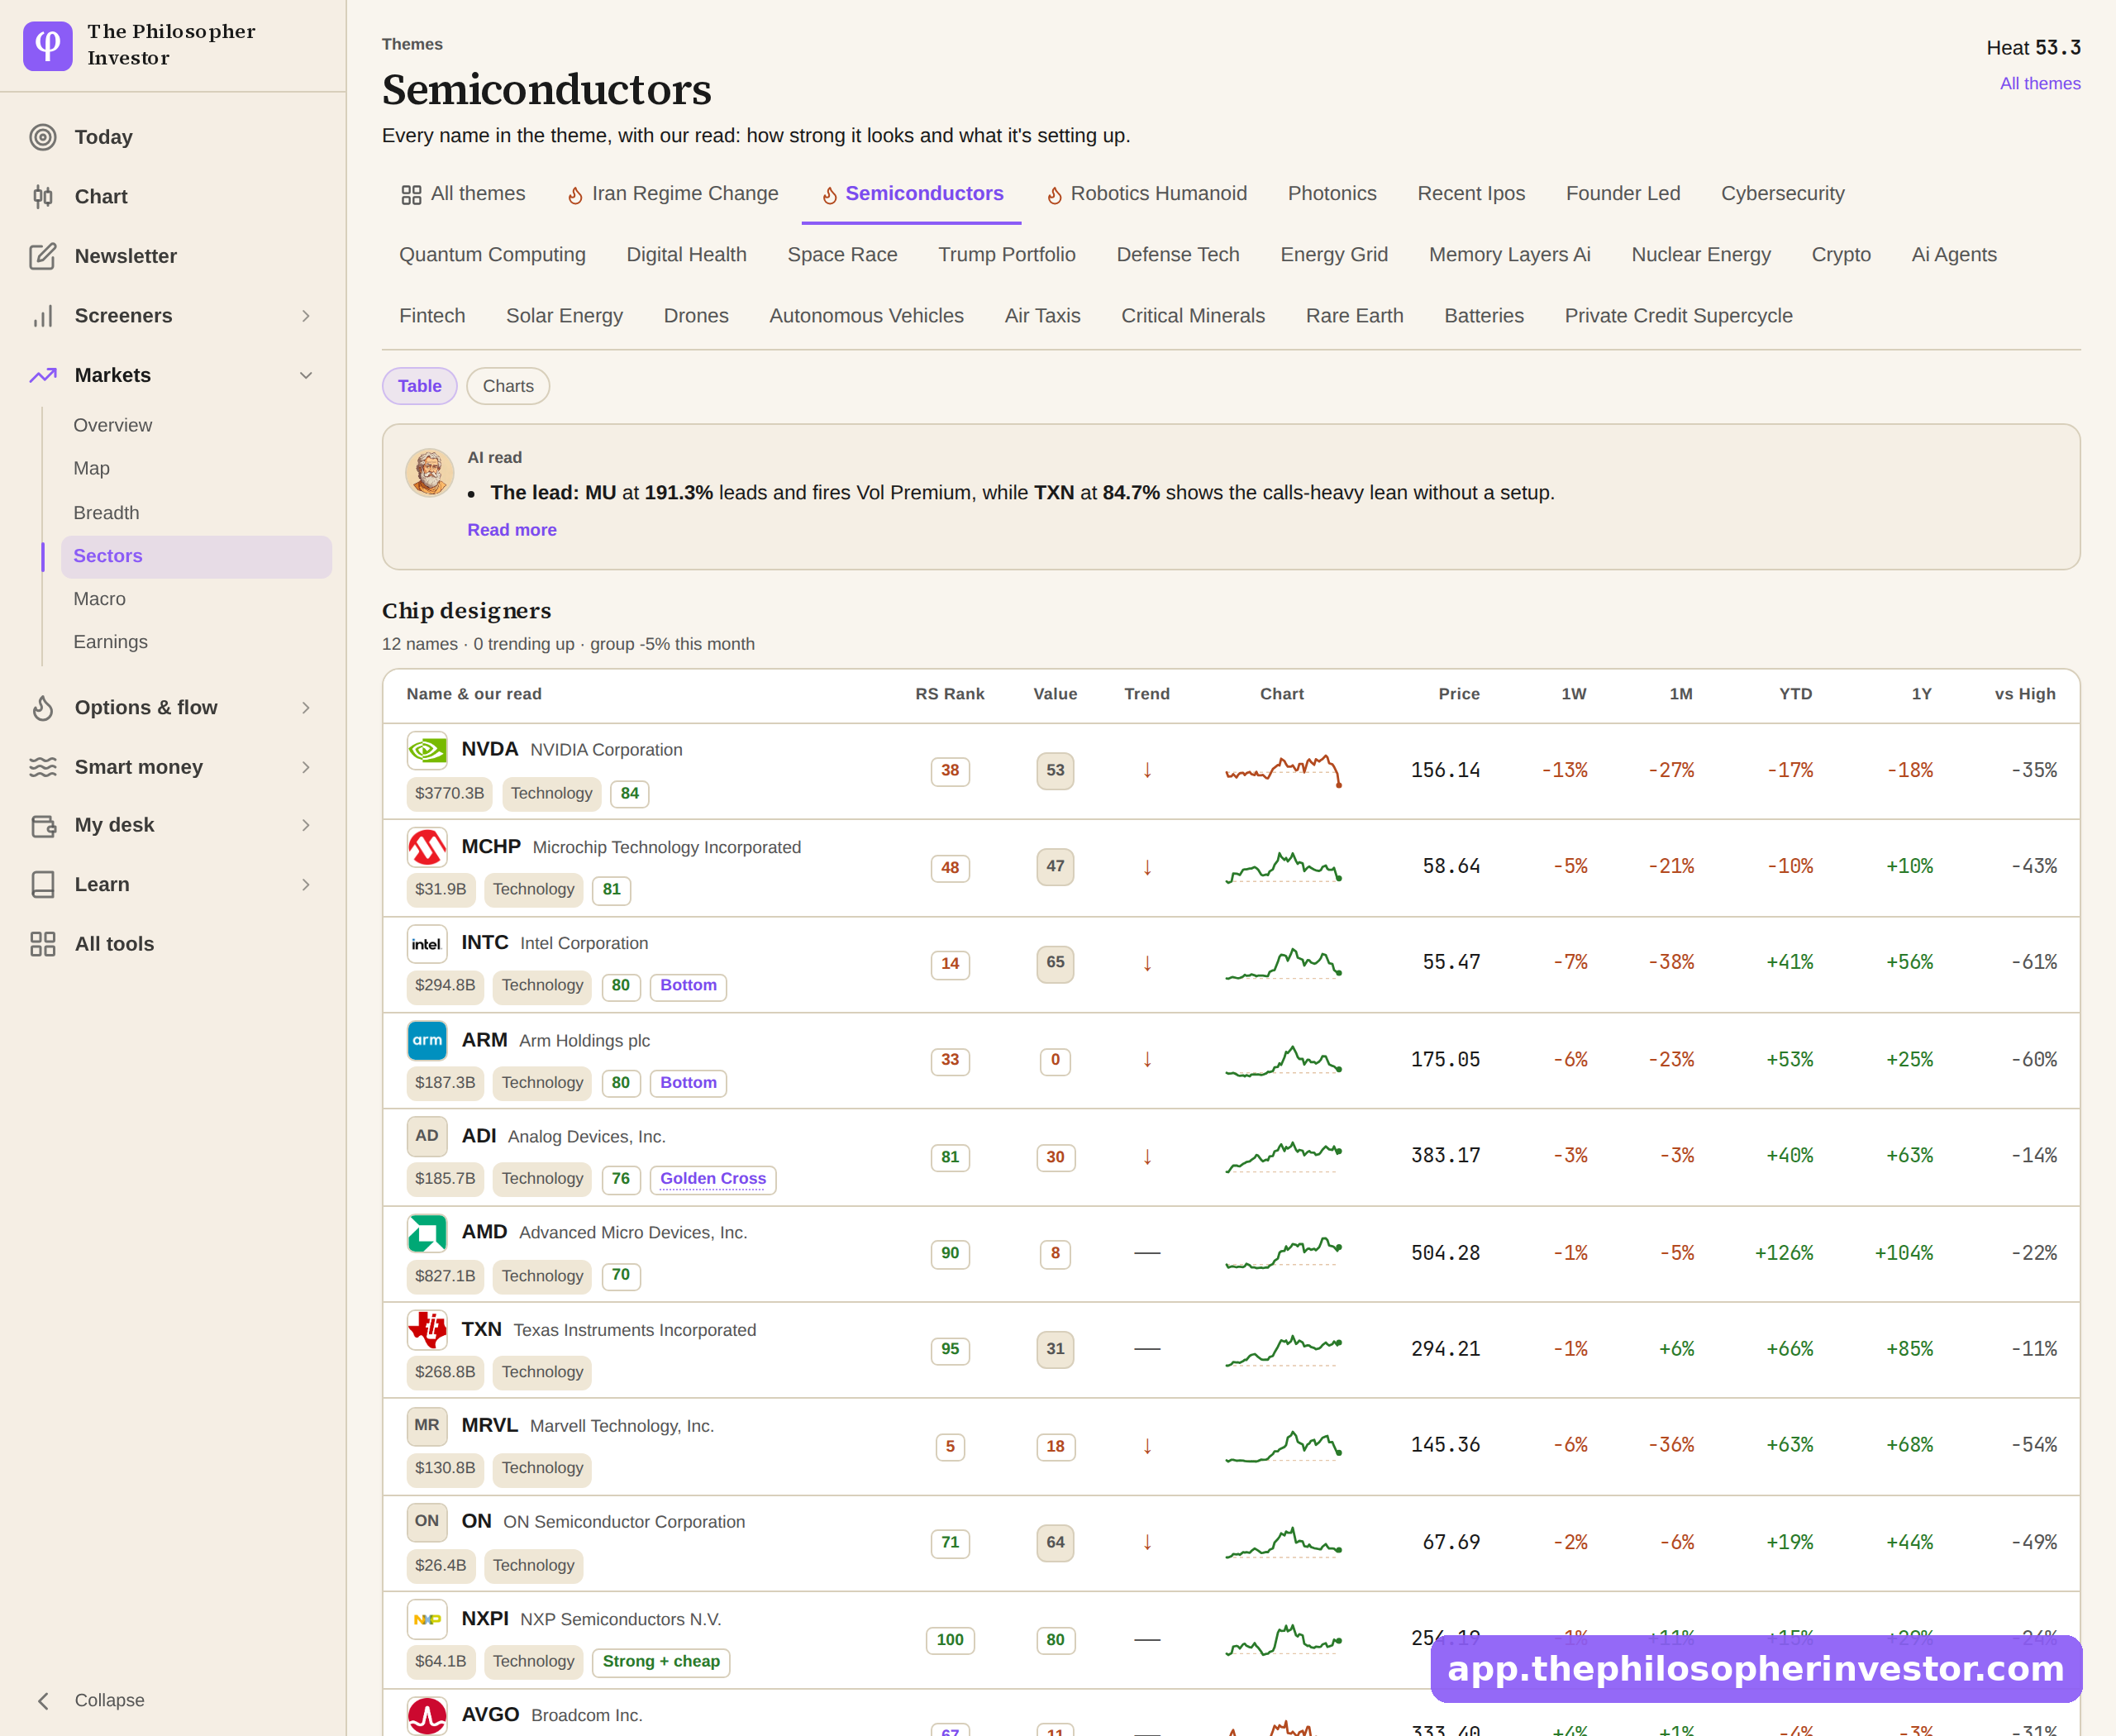 φ The Philosopher
Investor
Today
Chart
Newsletter
Screeners
Markets
Overview
Map
Breadth
Sectors
Macro
Earnings
Options & flow
Smart money
My desk
Learn
All tools
Collapse
Themes
Heat 53.3
Semiconductors
All themes
Every name in the theme, with our read: how strong it looks and what it's setting up.
All themes Iran Regime Change Semiconductors Robotics Humanoid Photonics Recent Ipos Founder Led Cybersecurity
Quantum Computing Digital Health Space Race Trump Portfolio Defense Tech Energy Grid Memory Layers Ai Nuclear Energy Crypto Ai Agents
Fintech Solar Energy Drones Autonomous Vehicles Air Taxis Critical Minerals Rare Earth Batteries Private Credit Supercycle
Table Charts
AI read
• The lead: MU at 191.3% leads and fires Vol Premium, while TXN at 84.7% shows the calls-heavy lean without a setup.
Read more
Chip designers
12 names · 0 trending up · group -5% this month
Name & our read RS Rank Value Trend Chart Price 1W 1M YTD 1Y vs High
NVDA NVIDIA Corporation
38 53 ↓ 156.14 -13% -27% -17% -18% -35%
$3770.3B Technology 84
MCHP Microchip Technology Incorporated
48 47 ↓ 58.64 -5% -21% -10% +10% -43%
$31.9B Technology 81
intel INTC Intel Corporation
14 65 ↓ 55.47 -7% -38% +41% +56% -61%
$294.8B Technology 80 Bottom
arm ARM Arm Holdings plc
33 0 ↓ 175.05 -6% -23% +53% +25% -60%
$187.3B Technology 80 Bottom
AD ADI Analog Devices, Inc.
81 30 ↓ 383.17 -3% -3% +40% +63% -14%
$185.7B Technology 76 Golden Cross
AMD Advanced Micro Devices, Inc.
90 8 — 504.28 -1% -5% +126% +104% -22%
$827.1B Technology 70
TXN Texas Instruments Incorporated
95 31 — 294.21 -1% +6% +66% +85% -11%
$268.8B Technology
MR MRVL Marvell Technology, Inc.
5 18 ↓ 145.36 -6% -36% +63% +68% -54%
$130.8B Technology
ON ON ON Semiconductor Corporation
71 64 ↓ 67.69 -2% -6% +19% +44% -49%
$26.4B Technology
NXP NXPI NXP Semiconductors N.V.
100 80 — 254.19 -1% +11% +15% +29% -24%
$64.1B Technology Strong + cheap
app.thephilosopherinvestor.com
AVGO Broadcom Inc.
67 11 — 333.40 +4% +1% -4% -3% -31%